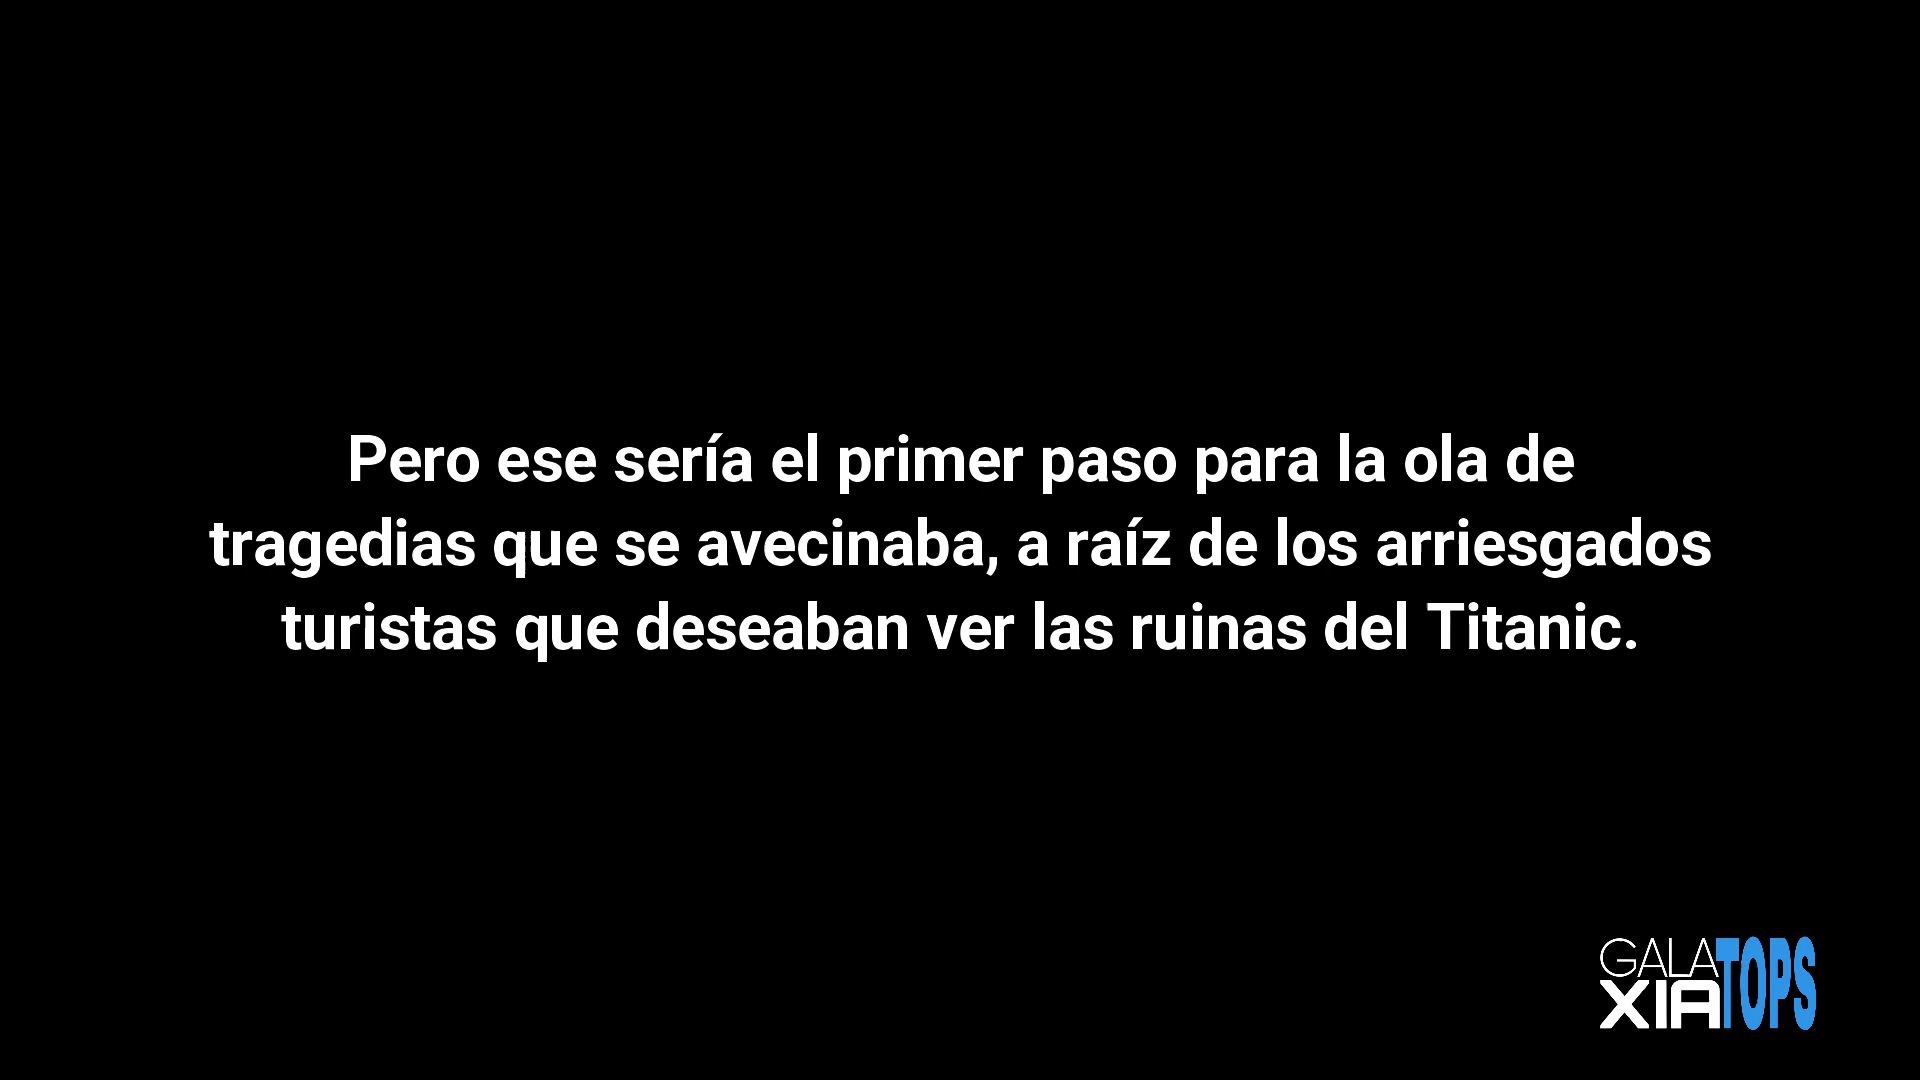 Pero ese sería el primer paso para la ola de
tragedias que se avecinaba, a raíz de los arriesgados
turistas que deseaban ver las ruinas del Titanic.
GALA
XIA
TOPS